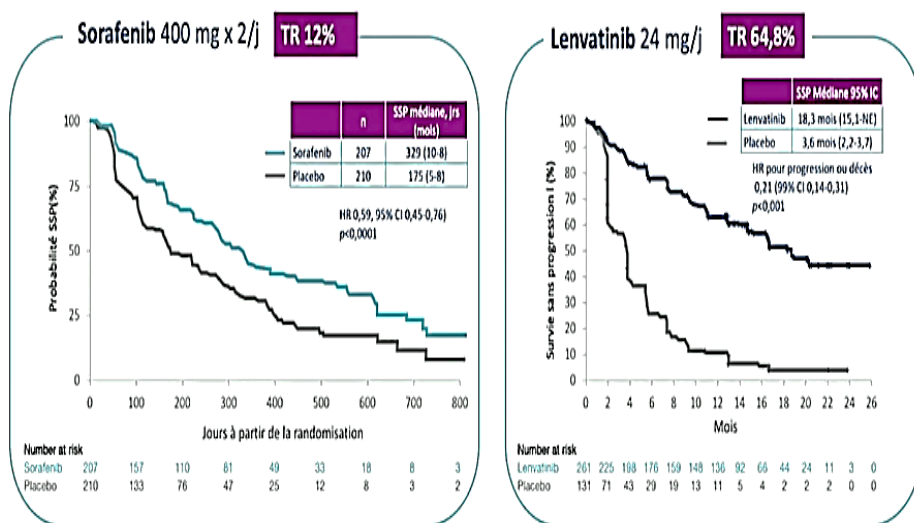 Sorafenib 400 mg x 2/j TR 12%
n SSP médiane, jrs (mois)
Sorafenib 207 329 (10-8)
Placebo 210 175 (5-8)
HR 0,59, 95% CI 0,45-0,76)
p<0,0001
Probabilité SSP(%)
100
75
50
25
0
0 100 200 300 400 500 600 700 800
Jours à partir de la randomisation
Number at risk
Sorafenib 207 157 110 81 49 33 18 8 3
Placebo 210 133 76 47 25 12 8 3 2
Lenvatinib 24 mg/j TR 64,8%
SSP Médiane 95% IC
Lenvatinib 18,3 mois (15,1-NE)
Placebo 3,6 mois (2,2-3,7)
HR pour progression ou décès
0,21 (99% CI 0,14-0,31)
p<0,001
Survie sans progression I (%)
100
90
80
70
60
50
40
30
20
10
0
0 2 4 6 8 10 12 14 16 18 20 22 24 26
Mois
Number at risk
Lenvatinib 261 225 198 176 159 148 136 92 66 44 24 11 3 0
Placebo 131 71 43 29 19 13 11 5 4 2 2 2 0 0